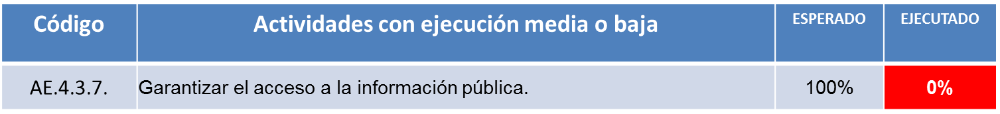 Código Actividades con ejecución media o baja ESPERADO EJECUTADO
AE.4.3.7. Garantizar el acceso a la información pública. 100% 0%